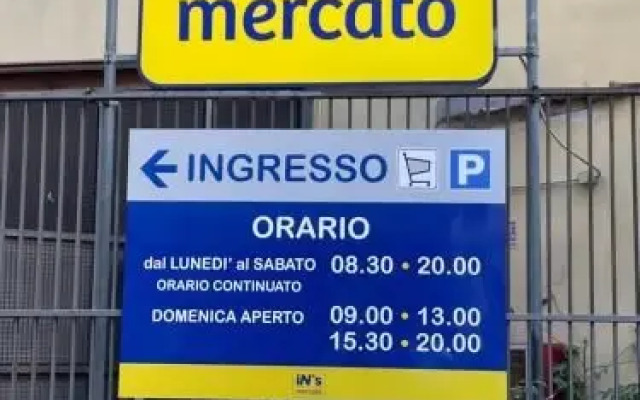 mercato
INGRESSO P
ORARIO
dal LUNEDI' al SABATO 08.30 • 20.00
ORARIO CONTINUATO
DOMENICA APERTO 09.00 • 13.00
15.30 • 20.00
iN's